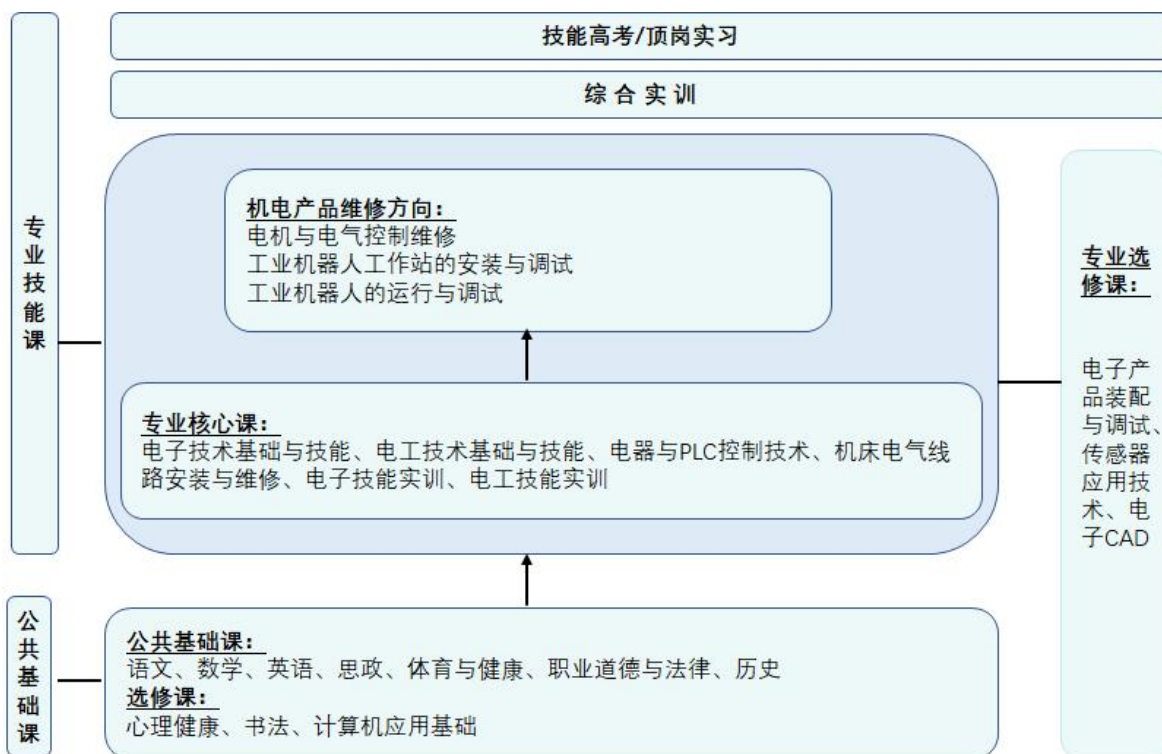 技能高考/顶岗实习
综合实训
专业技能课
机电产品维修方向：
电机与电气控制维修
工业机器人工作站的安装与调试
工业机器人的运行与调试
专业核心课：
电子技术基础与技能、电工技术基础与技能、电器与PLC控制技术、机床电气线
路安装与维修、电子技能实训、电工技能实训
专业选
修课：
电子产
品装配
与调试、
传感器
应用技
术、电
子CAD
公共基础课
公共基础课：
语文、数学、英语、思政、体育与健康、职业道德与法律、历史
选修课：
心理健康、书法、计算机应用基础